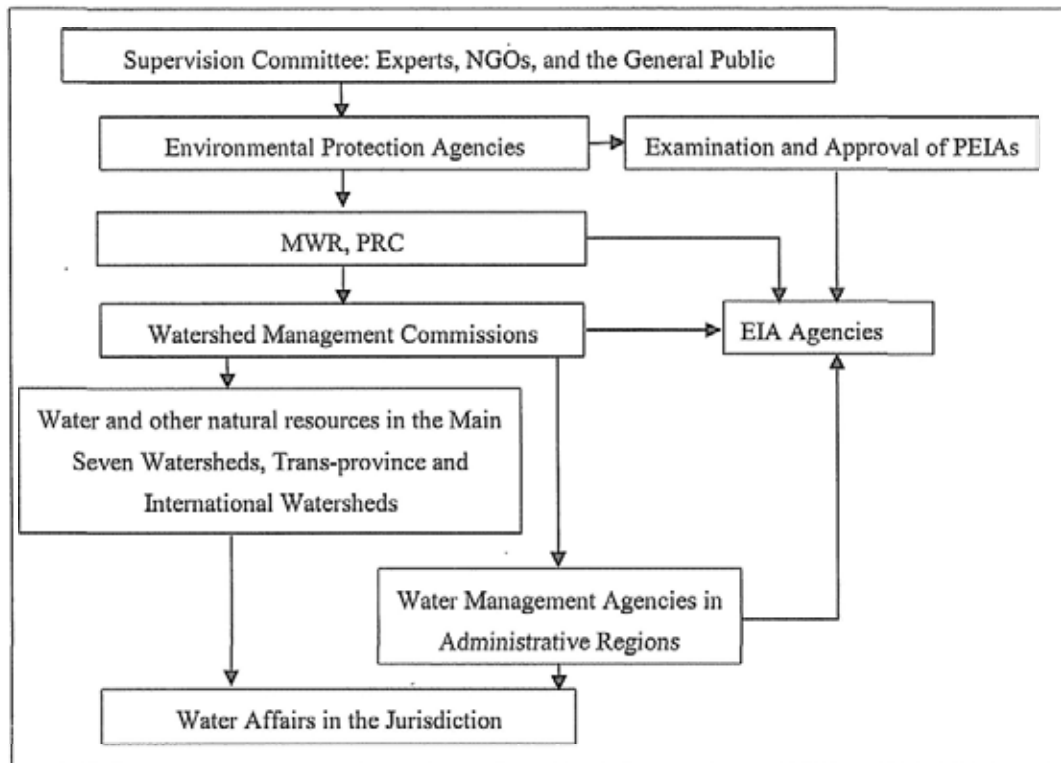 Supervision Committee: Experts, NGOs, and the General Public
Environmental Protection Agencies
Examination and Approval of PEIAs
MWR, PRC
Watershed Management Commissions
EIA Agencies
Water and other natural resources in the Main
Seven Watersheds, Trans-province and
International Watersheds
Water Management Agencies in
Administrative Regions
Water Affairs in the Jurisdiction